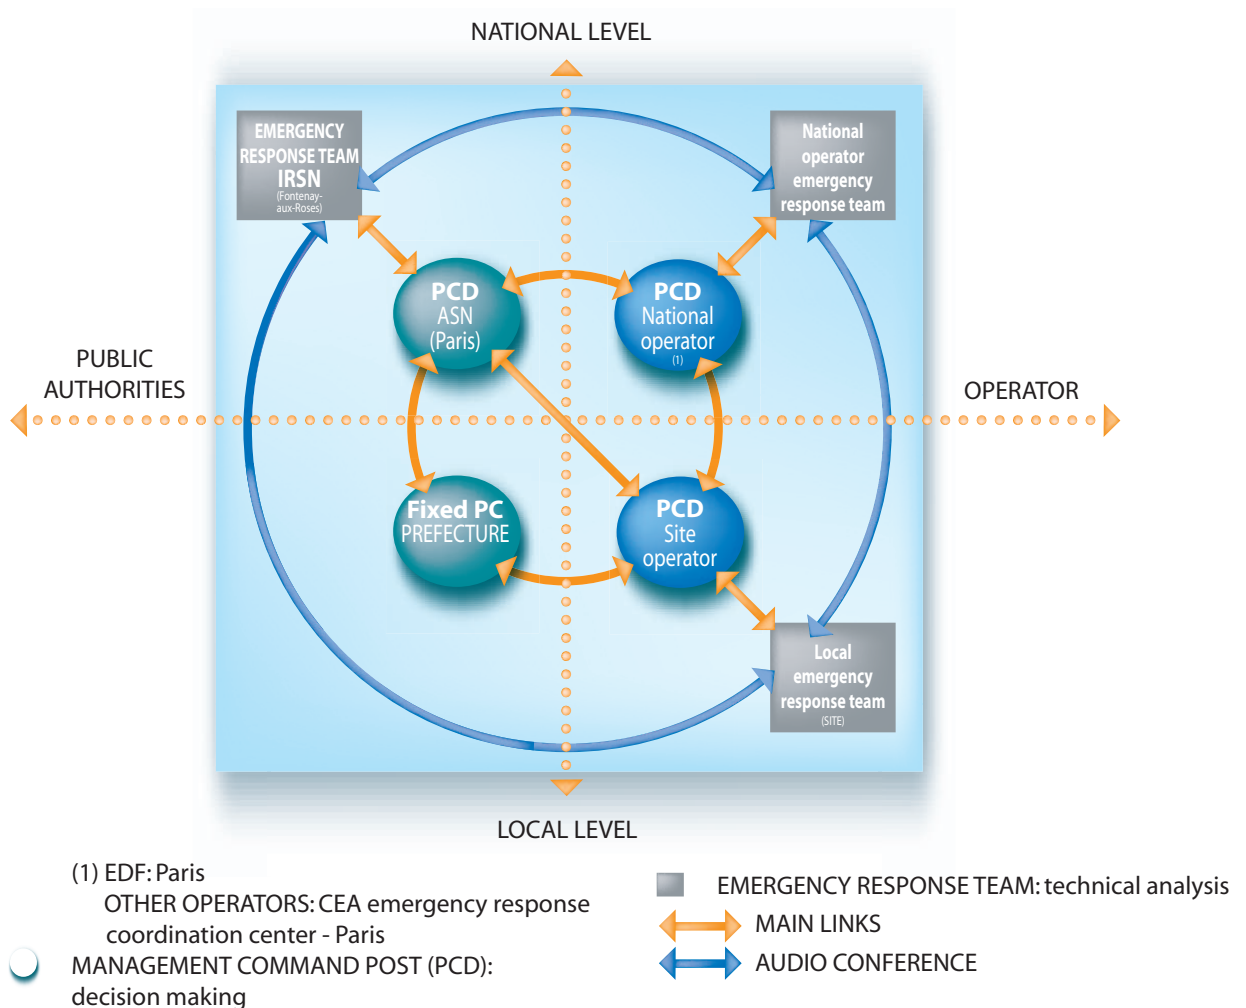 NATIONAL LEVEL
EMERGENCY
RESPONSE TEAM
IRSN
(Fontenay-
aux-Roses)
National
operator
emergency
response team
PCD
ASN
(Paris)
PCD
National
operator
(1)
PUBLIC
AUTHORITIES
OPERATOR
Fixed PC
PREFECTURE
PCD
Site
operator
Local
emergency
response team
(SITE)
LOCAL LEVEL
(1) EDF: Paris
OTHER OPERATORS: CEA emergency response
coordination center - Paris
MANAGEMENT COMMAND POST (PCD):
decision making
EMERGENCY RESPONSE TEAM: technical analysis
MAIN LINKS
AUDIO CONFERENCE